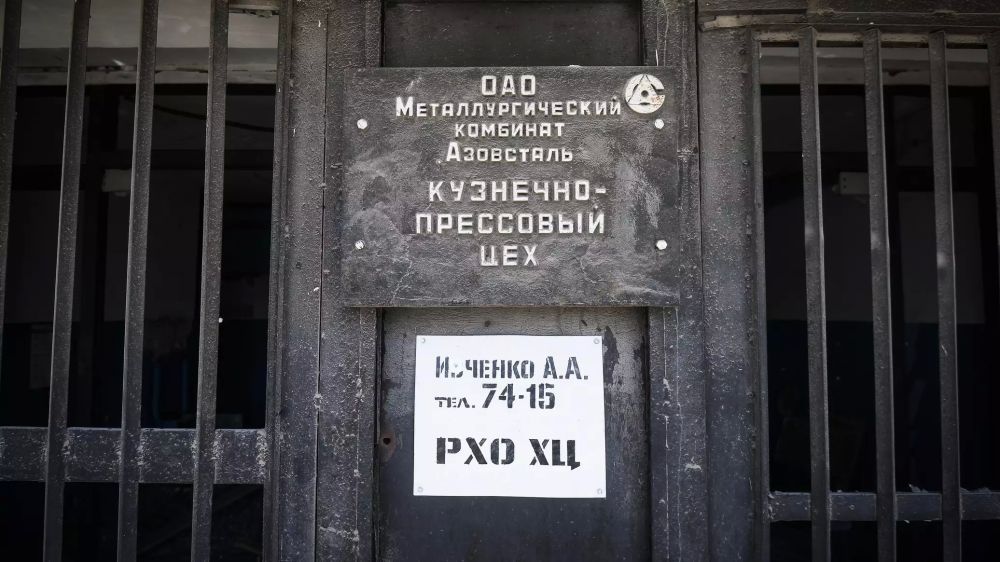 ОАО
Металлургический
комбинат
Азовсталь
КУЗНЕЧНО-
ПРЕССОВЫЙ
ЦЕХ
А.А.
ТЕЛ. 74-15
РХО ХЦ